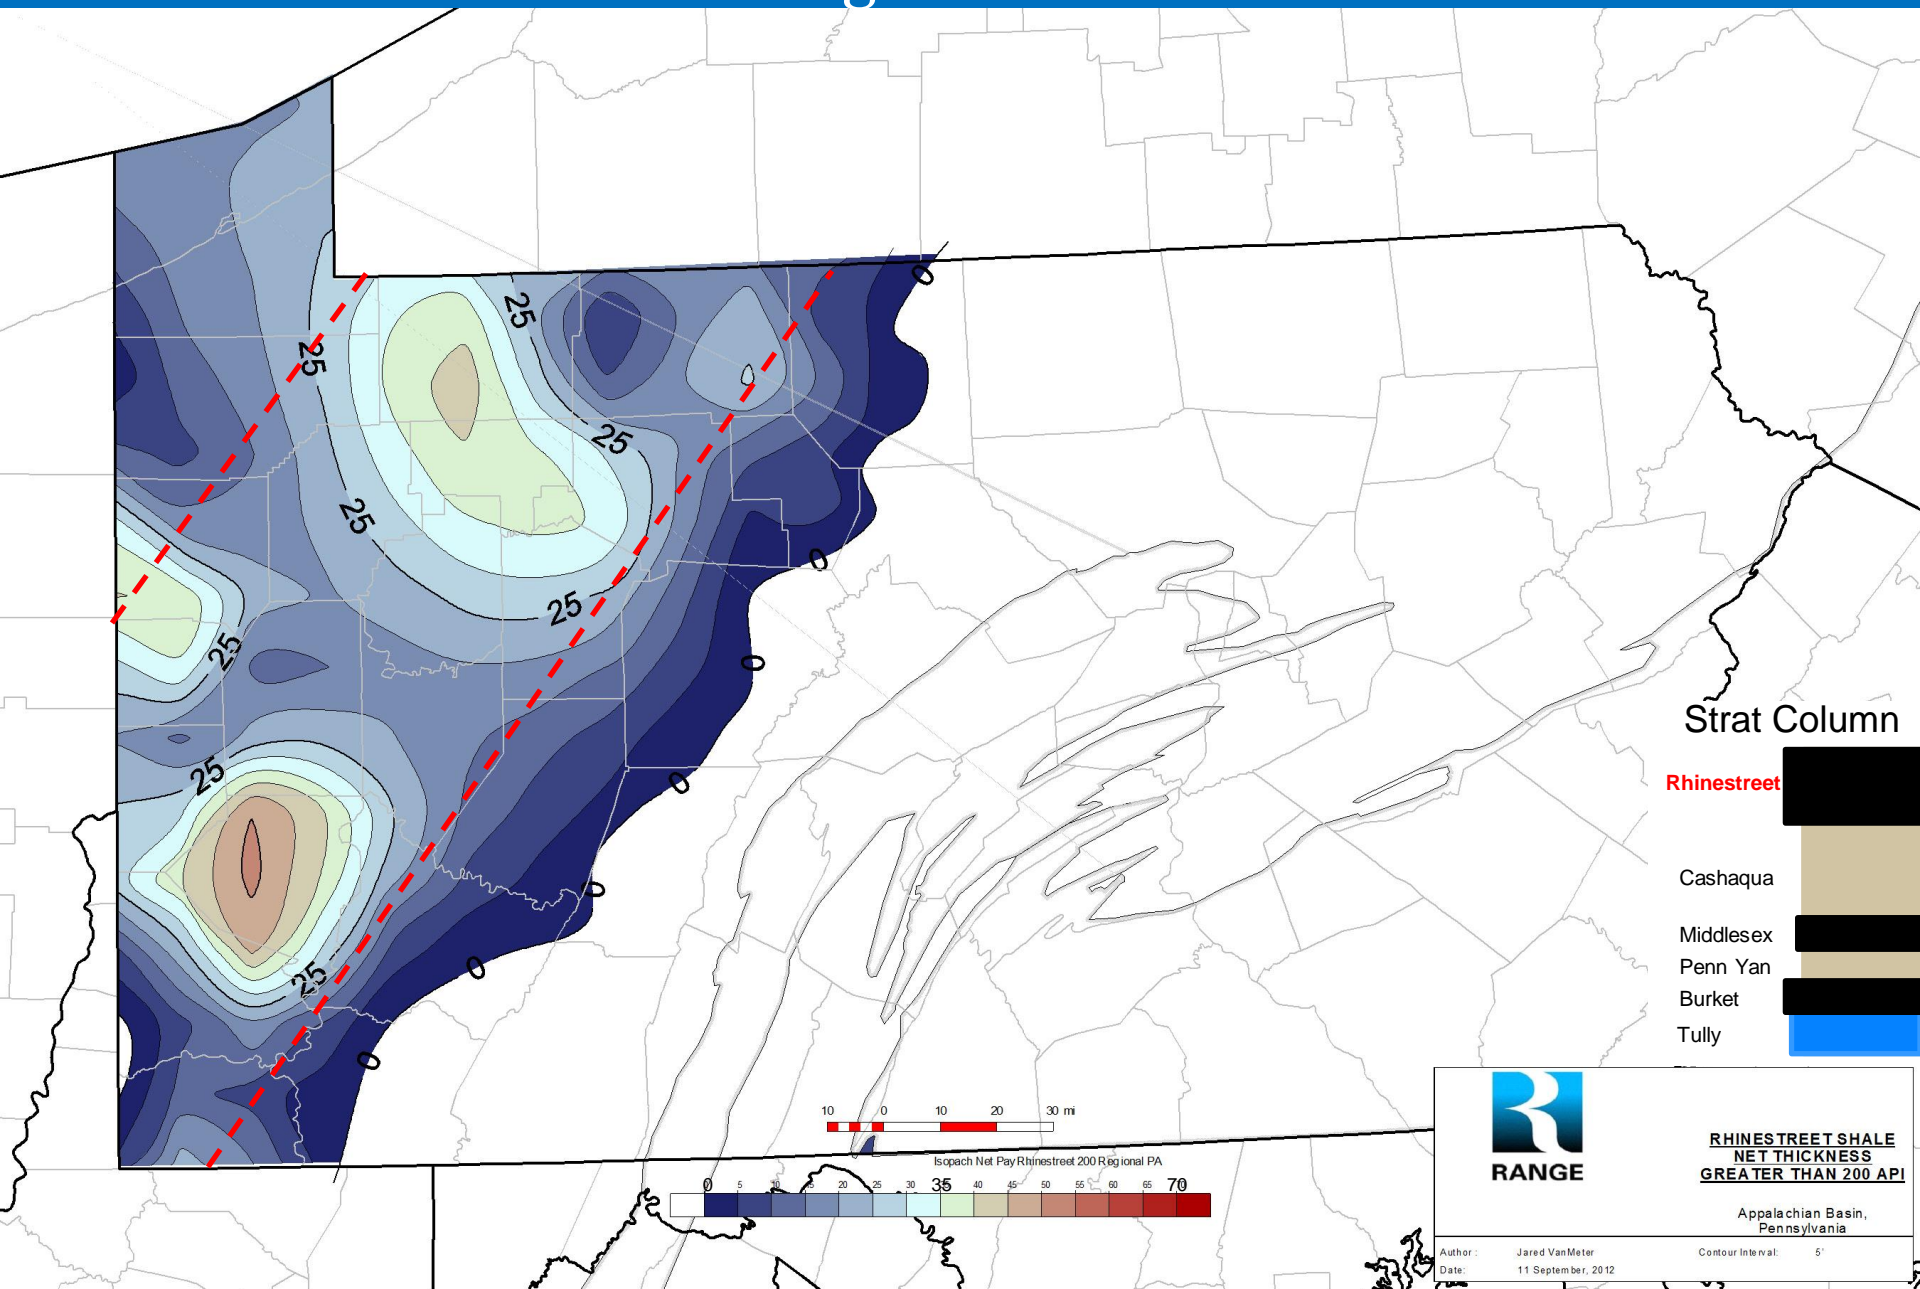 g
0
25
25
25
25
0
25
25
0
25
0
0
25
0
0
Strat Column
Rhinestreet
Cashaqua
Middlesex
Penn Yan
Burket
Tully
10 0 10 20 30 mi
Isopach Net Pay Rhinestreet 200 Regional PA
0 5 10 15 20 25 30 35 40 45 50 55 60 65 70
RANGE
RHINESTREET SHALE
NET THICKNESS
GREATER THAN 200 API
Appalachian Basin,
Pennsylvania
Author: Jared VanMeter
Contour Interval: 5'
Date: 11 September, 2012